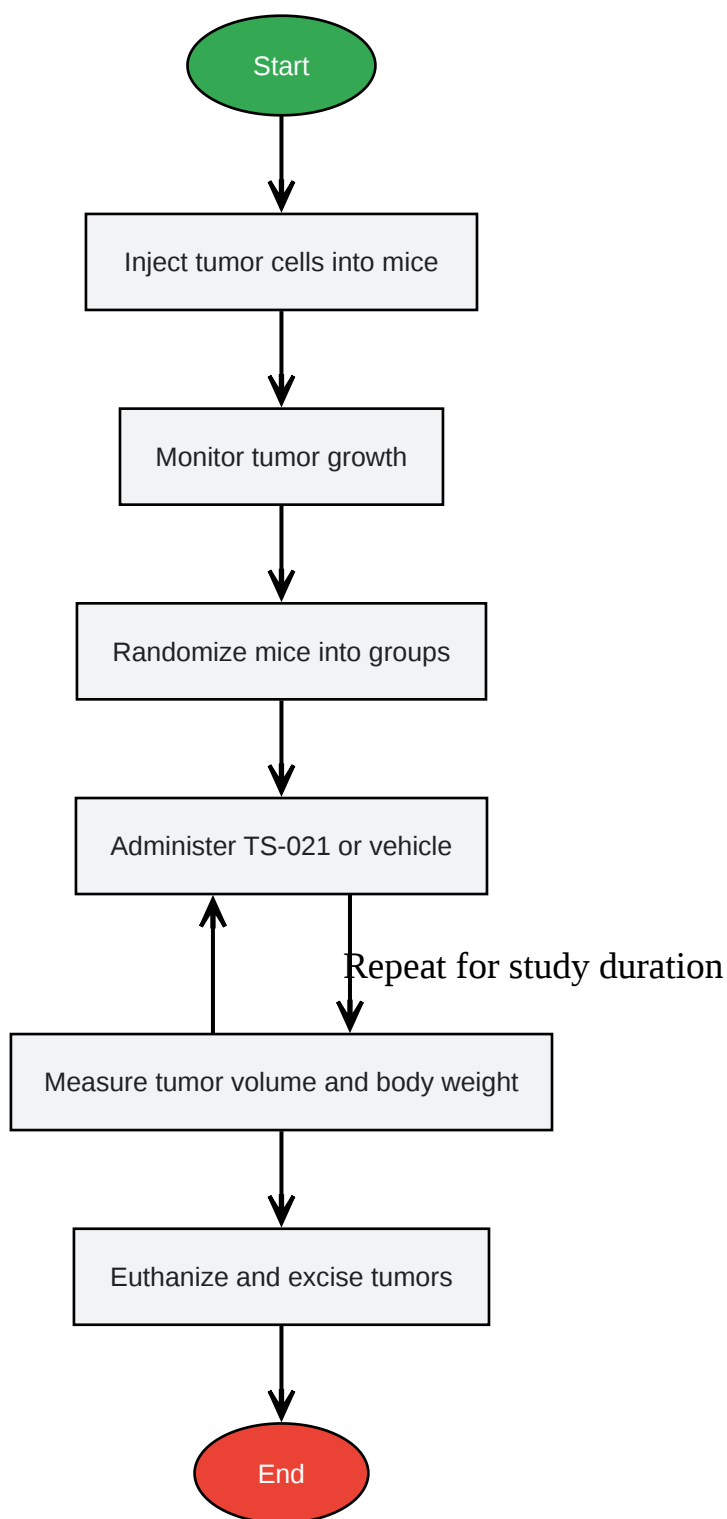 Start
Inject tumor cells into mice
Monitor tumor growth
Randomize mice into groups
Administer TS-021 or vehicle
Repeat for study duration
Measure tumor volume and body weight
Euthanize and excise tumors
End